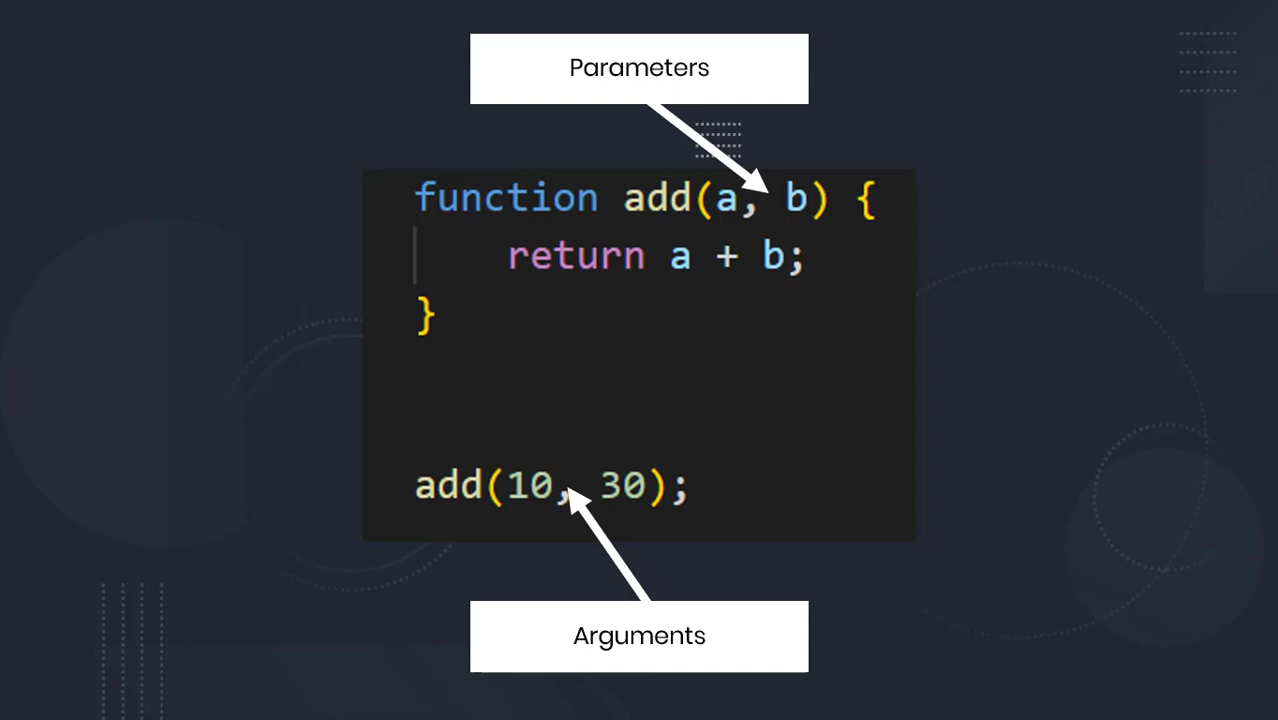 Parameters
function add(a, b) {
return a + b;
}
add(10, 30);
Arguments